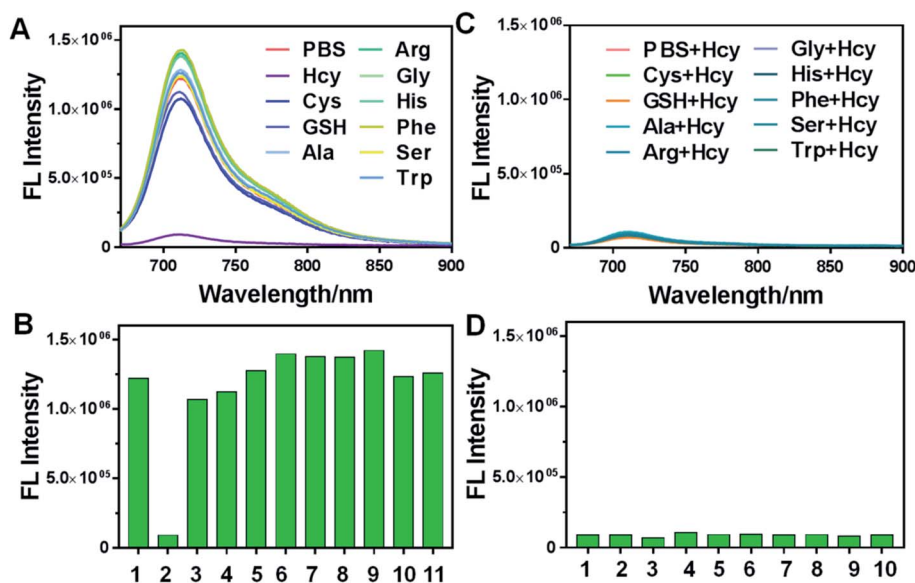 A
FL Intensity
1.5×10⁰⁶
1.0×10⁰⁶
5.0×10⁰⁵
0
PBS Arg
Hcy Gly
Cys His
GSH Phe
Ala Ser
Trp
700 750 800 850 900
Wavelength/nm
C
FL Intensity
1.5×10⁰⁶
1.0×10⁰⁶
5.0×10⁰⁵
0
PBS+Hcy Gly+Hcy
Cys+Hcy His+Hcy
GSH+Hcy Phe+Hcy
Ala+Hcy Ser+Hcy
Arg+Hcy Trp+Hcy
700 750 800 850 900
Wavelength/nm
B
FL Intensity
1.5×10⁰⁶
1.0×10⁰⁶
5.0×10⁰⁵
0
1 2 3 4 5 6 7 8 9 10 11
D
FL Intensity
1.5×10⁰⁶
1.0×10⁰⁶
5.0×10⁰⁵
0
1 2 3 4 5 6 7 8 9 10